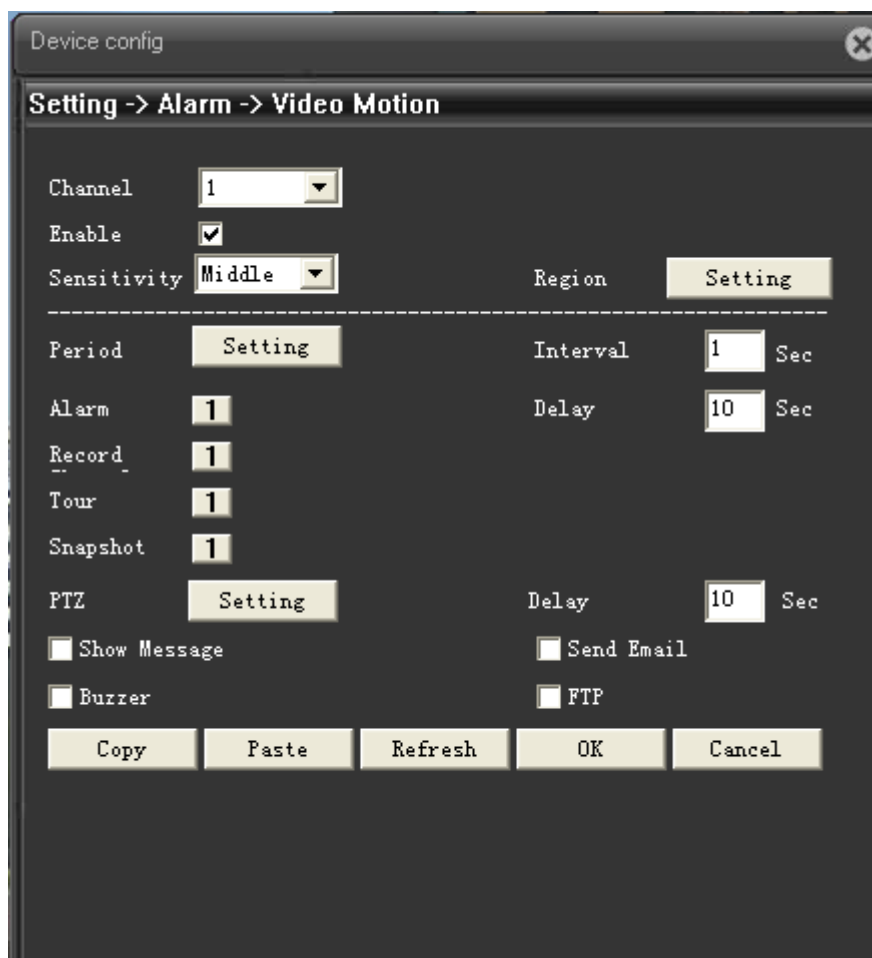 Device config
Setting -> Alarm -> Video Motion
Channel 1
Enable
Sensitivity Middle Region Setting
Period Setting Interval 1 Sec
Alarm 1 Delay 10 Sec
Record 1
Tour 1
Snapshot 1
PTZ Setting Delay 10 Sec
Show Message Send Email
Buzzer FTP
Copy Paste Refresh OK Cancel